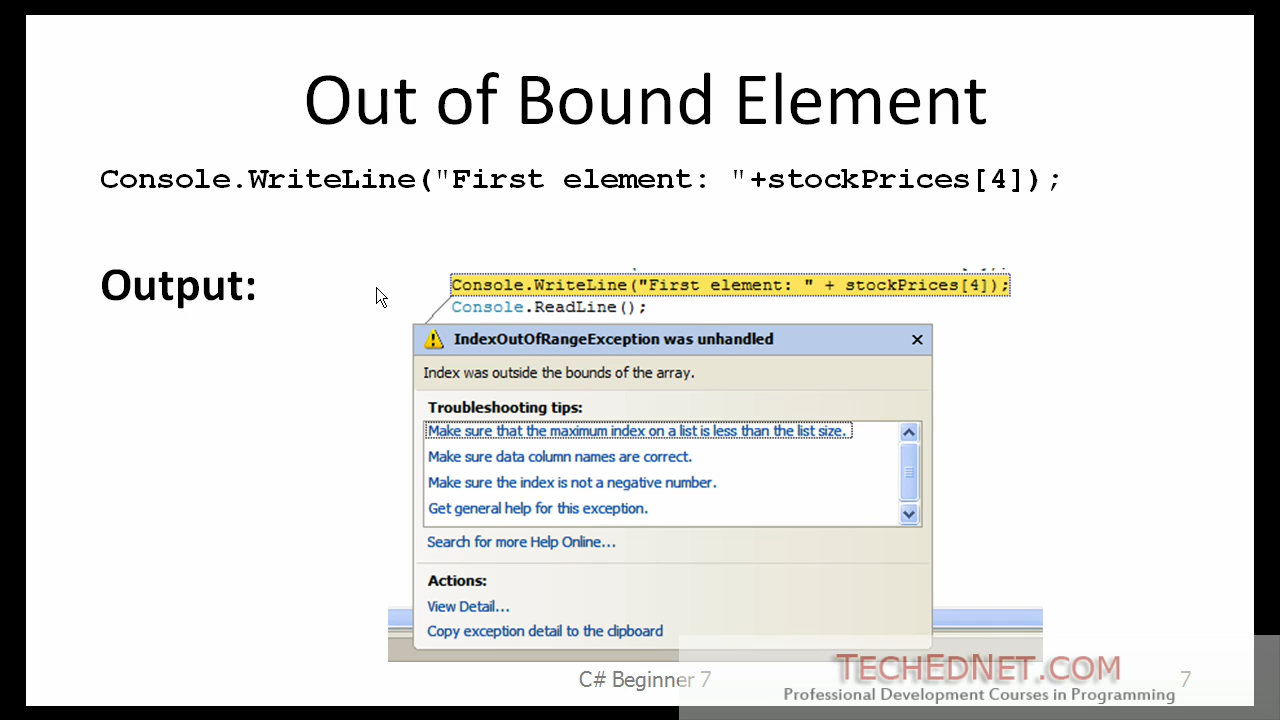 Out of Bound Element
Console.WriteLine("First element: "+stockPrices[4]);
Output:
Console.WriteLine("First element: " + stockPrices[4]);
Console.ReadLine();
IndexOutOfRangeException was unhandled
Index was outside the bounds of the array.
Troubleshooting tips:
Make sure that the maximum index on a list is less than the list size.
Make sure data column names are correct.
Make sure the index is not a negative number.
Get general help for this exception.
Search for more Help Online...
Actions:
View Detail...
Copy exception detail to the clipboard
C# Beginner 7
TECHEDNET.COM
7
Professional Development Courses in Programming